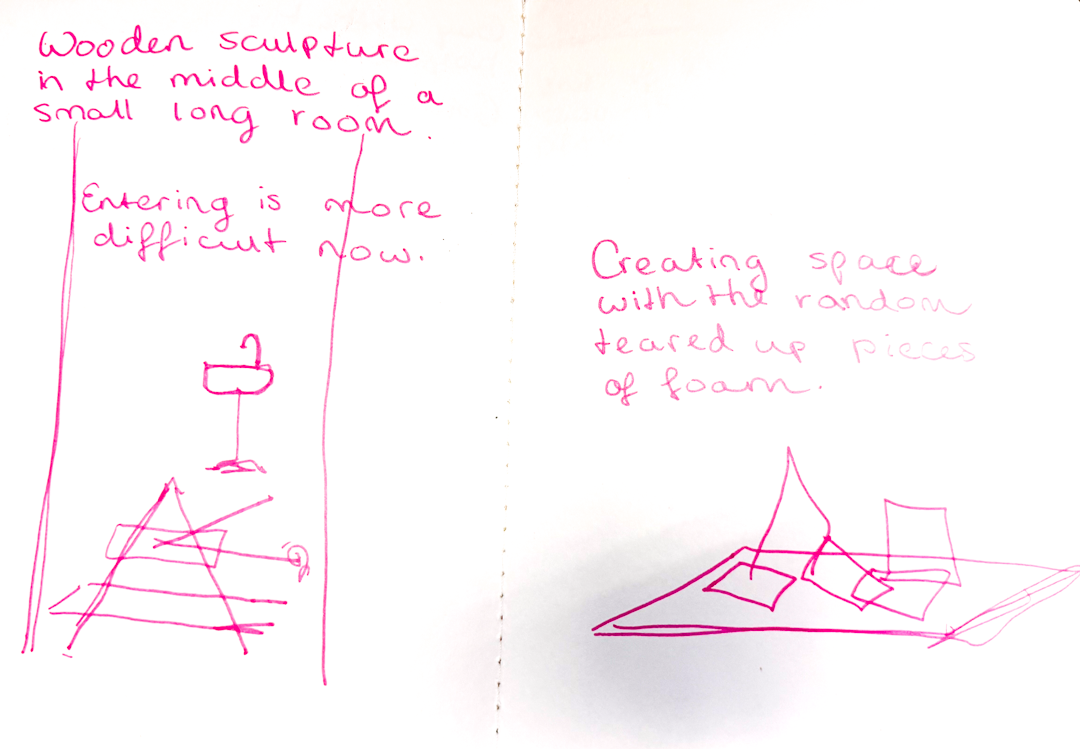 Wooden sculpture
in the middle of a
small long room.
Entering is more
difficult now.
Creating space
with the random
teared up pieces
of foam.